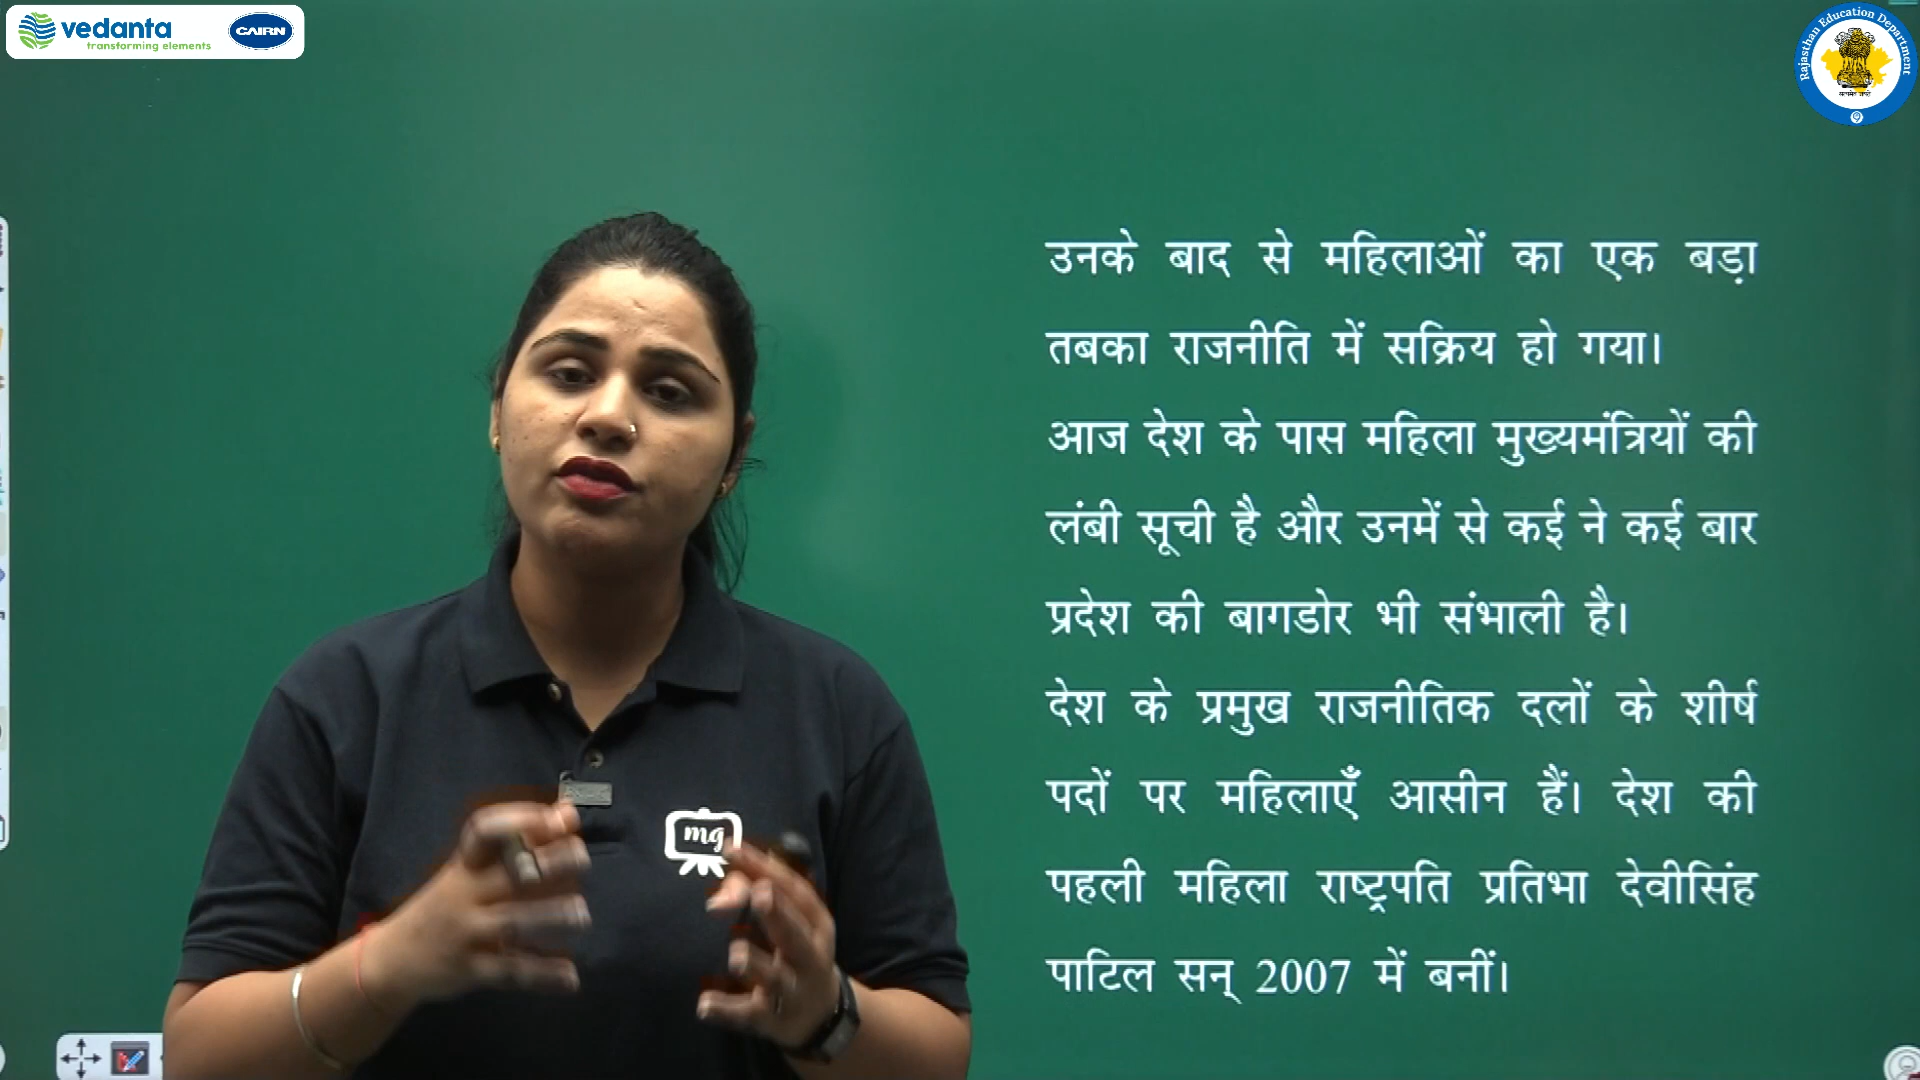 vedanta
transforming elements
CAIRN
Rajasthan Education Department
उनके बाद से महिलाओं का एक बड़ा
तबका राजनीति में सक्रिय हो गया।
आज देश के पास महिला मुख्यमंत्रियों की
लंबी सूची है और उनमें से कई ने कई बार
प्रदेश की बागडोर भी संभाली है।
देश के प्रमुख राजनीतिक दलों के शीर्ष
पदों पर महिलाएँ आसीन हैं। देश की
पहली महिला राष्ट्रपति प्रतिभा देवीसिंह
पाटिल सन् 2007 में बनीं।
mg